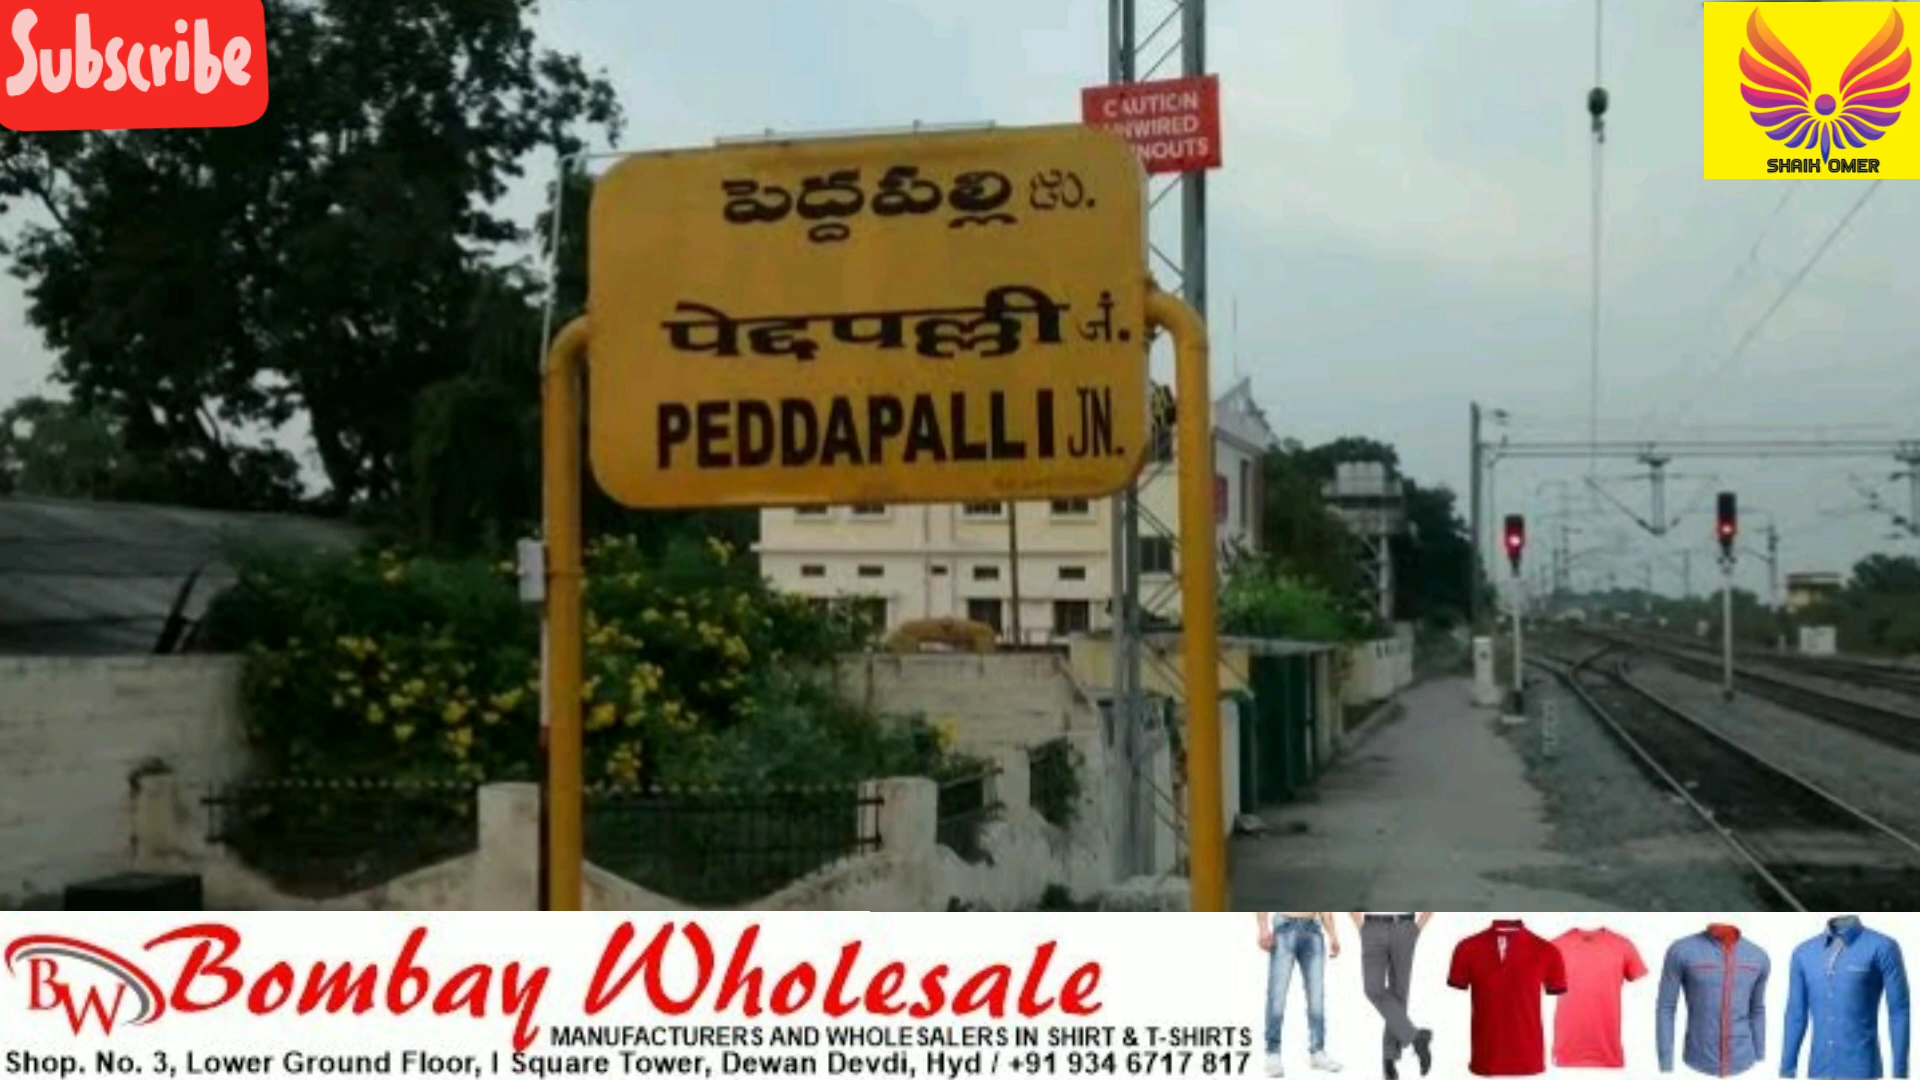 Subscribe
SHAIK OMER
CAUTION
UNWIRED
NOUTS
పెద్దపల్లి జం.
पेद्दपल्ली जं.
PEDDAPALLI JN.
BW Bombay Wholesale
MANUFACTURERS AND WHOLESALERS IN SHIRT & T-SHIRTS
Shop. No. 3, Lower Ground Floor, I Square Tower, Dewan Devdi, Hyd / +91 934 6717 817